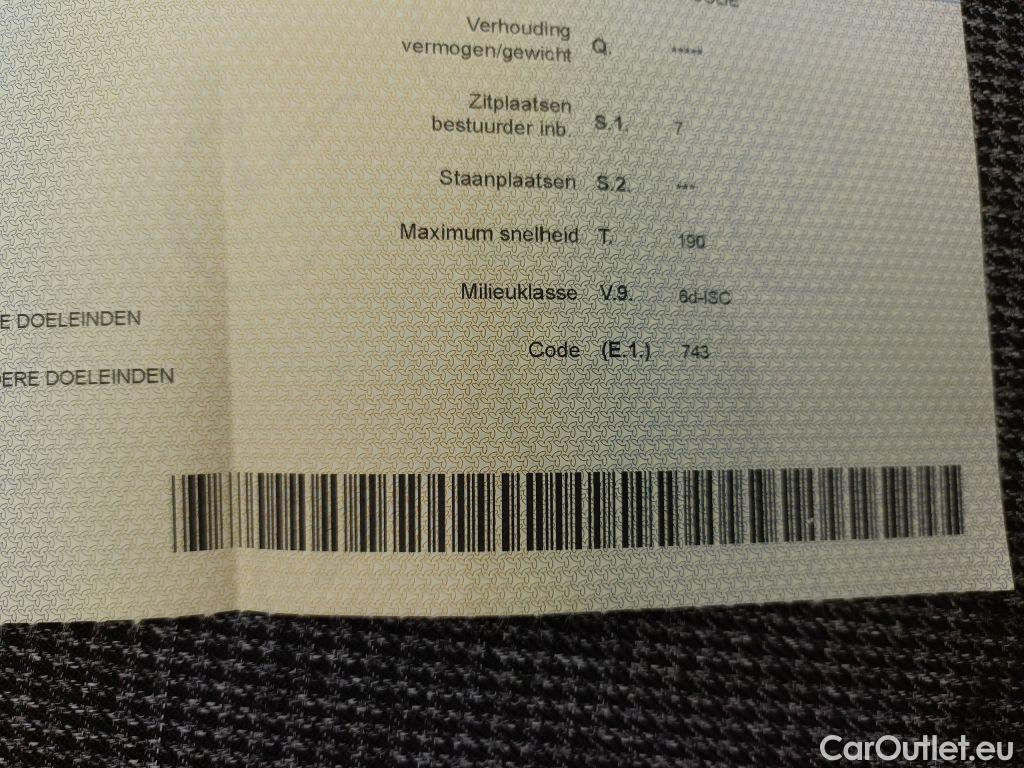 Verhouding
vermogen/gewicht Q. *****
Zitplaatsen
bestuurder inb. S.1. 7
Staanplaatsen S.2. ***
Maximum snelheid T. 190
Milieuklasse V.9. 6d-ISC
E DOELEINDEN
Code (E.1.) 743
DERE DOELEINDEN
CarOutlet.eu